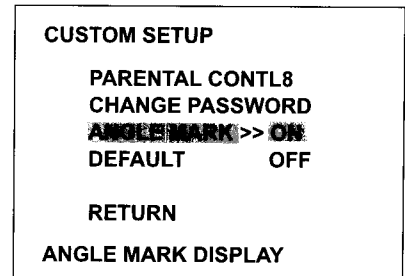 CUSTOM SETUP
PARENTAL CONTL8
CHANGE PASSWORD
ANGLE MARK >> ON
DEFAULT OFF
RETURN
ANGLE MARK DISPLAY